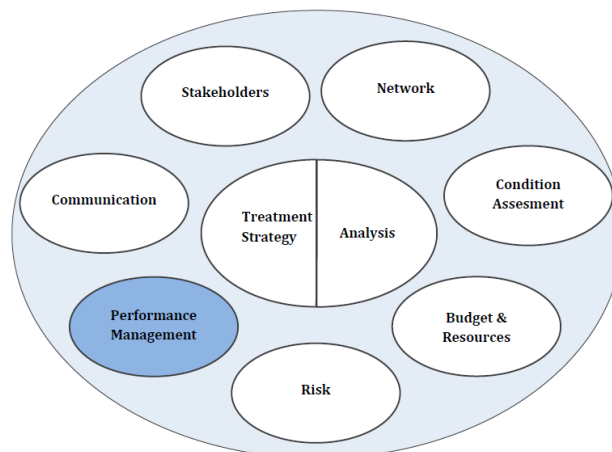 Stakeholders
Network
Communication
Condition
Assesment
Treatment
Strategy
Analysis
Performance
Management
Budget &
Resources
Risk